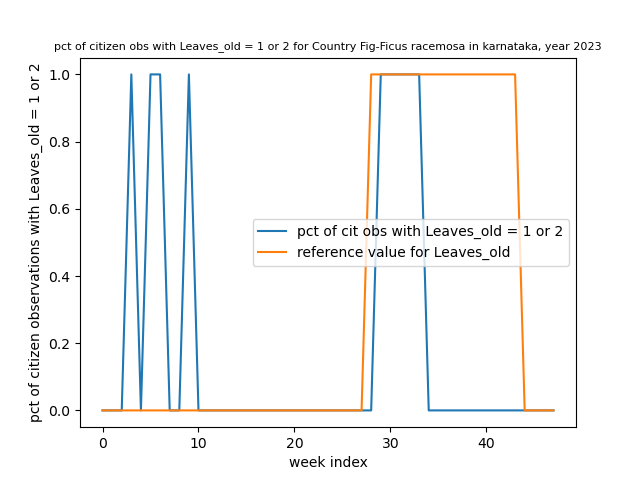 pct of citizen obs with Leaves_old = 1 or 2 for Country Fig-Ficus racemosa in karnataka, year 2023
pct of citizen observations with Leaves_old = 1 or 2
1.0
0.8
0.6
0.4
0.2
0.0
pct of cit obs with Leaves_old = 1 or 2
reference value for Leaves_old
0
10
20
30
40
week index